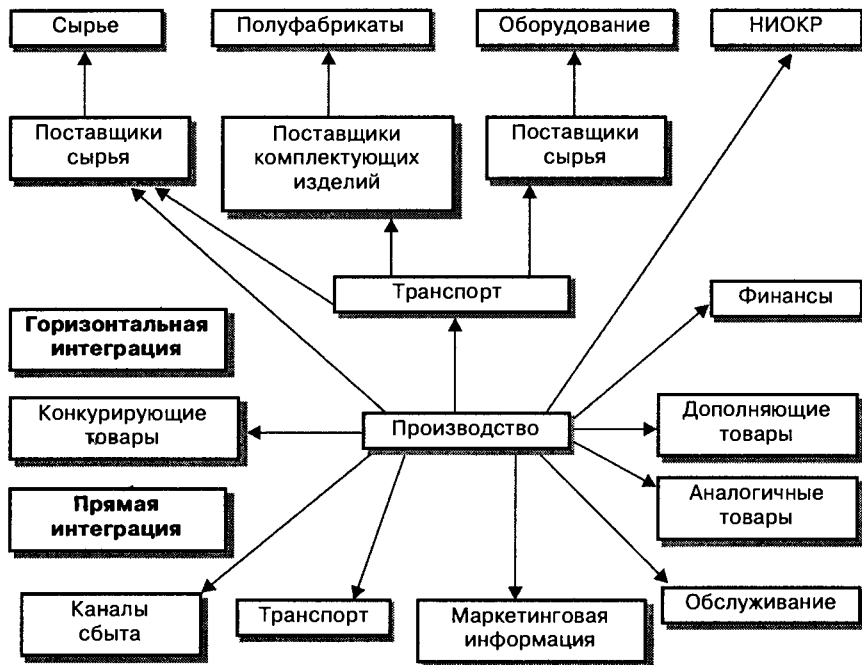 Сырье
Полуфабрикаты
Оборудование
НИОКР
Поставщики
сырья
Поставщики
комплектующих
изделий
Поставщики
сырья
Транспорт
Финансы
Горизонтальная
интеграция
Конкурирующие
товары
Производство
Дополняющие
товары
Прямая
интеграция
Аналогичные
товары
Каналы
сбыта
Транспорт
Маркетинговая
информация
Обслуживание